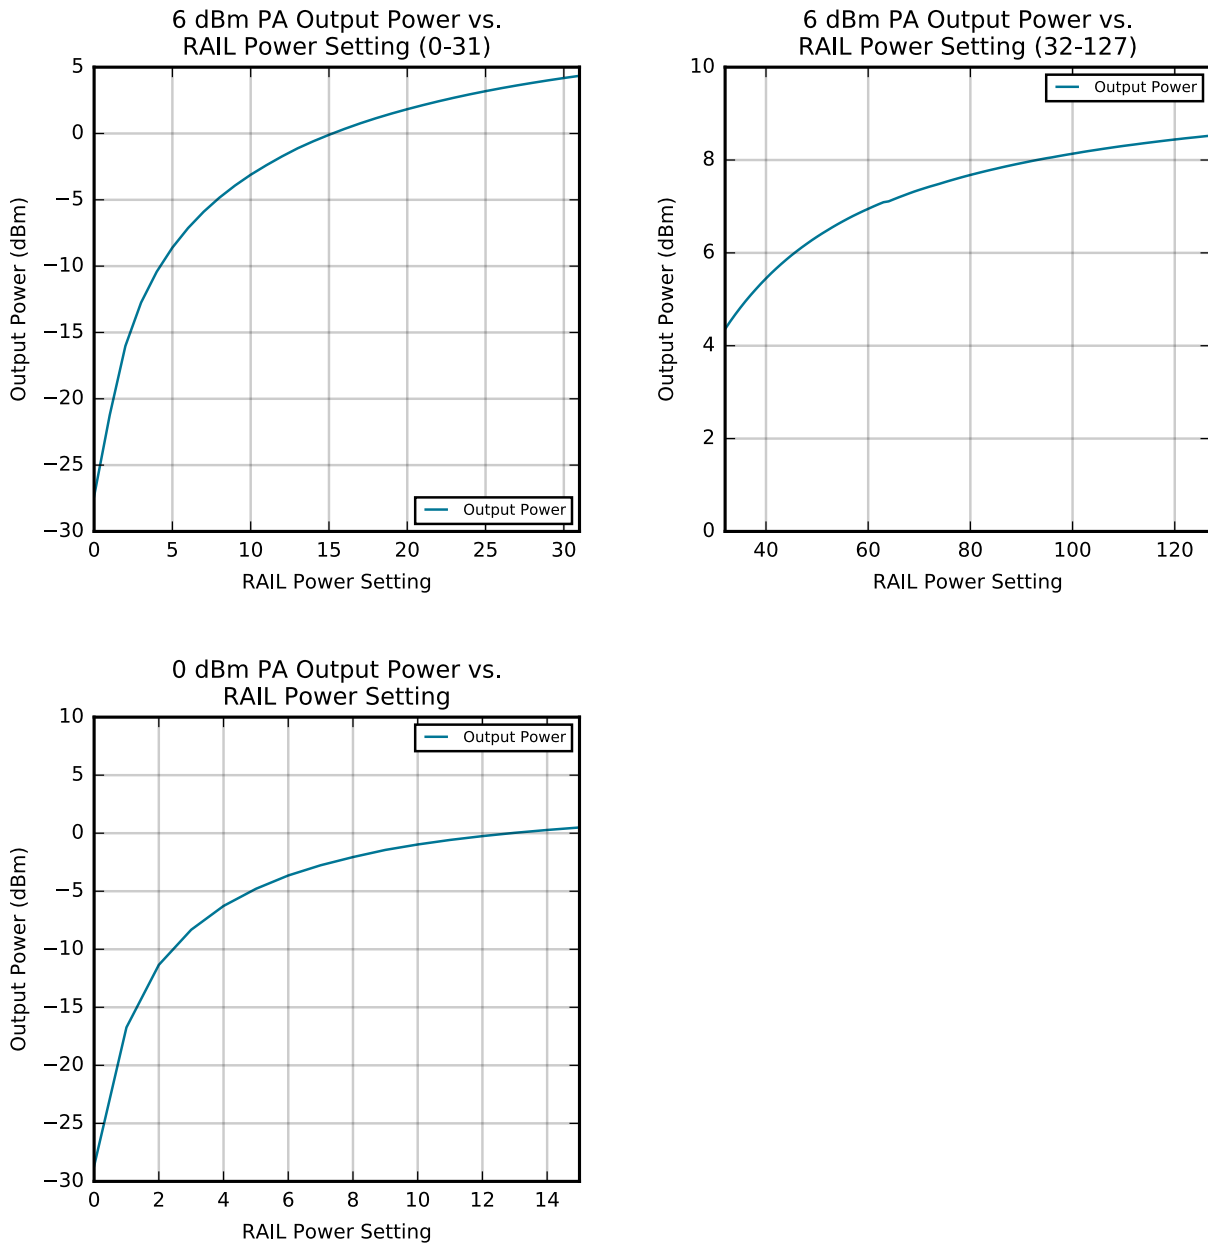 6 dBm PA Output Power vs.
RAIL Power Setting (0-31)
5
0
−5
−10
−15
−20
−25
−30
Output Power (dBm)
Output Power
0 5 10 15 20 25 30
RAIL Power Setting
6 dBm PA Output Power vs.
RAIL Power Setting (32-127)
10
8
6
4
2
0
Output Power (dBm)
Output Power
40 60 80 100 120
RAIL Power Setting
0 dBm PA Output Power vs.
RAIL Power Setting
10
5
0
−5
−10
−15
−20
−25
−30
Output Power (dBm)
Output Power
0 2 4 6 8 10 12 14
RAIL Power Setting